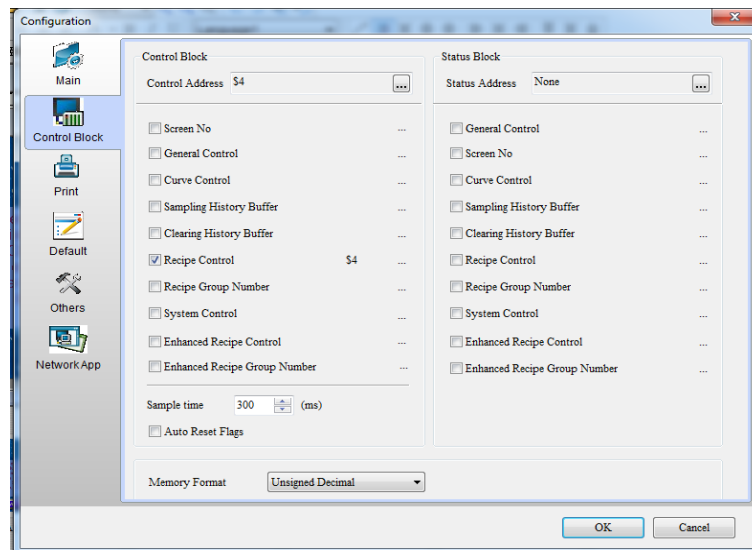 Configuration
Main
Control Block
Print
Default
Others
Network App
Control Block
Control Address $4 ...
Screen No ...
General Control ...
Curve Control ...
Sampling History Buffer ...
Clearing History Buffer ...
Recipe Control $4 ...
Recipe Group Number ...
System Control ...
Enhanced Recipe Control ...
Enhanced Recipe Group Number ...
Sample time 300 (ms)
Auto Reset Flags
Status Block
Status Address None ...
General Control ...
Screen No ...
Curve Control ...
Sampling History Buffer ...
Clearing History Buffer ...
Recipe Control ...
Recipe Group Number ...
System Control ...
Enhanced Recipe Control ...
Enhanced Recipe Group Number ...
Memory Format Unsigned Decimal
OK Cancel